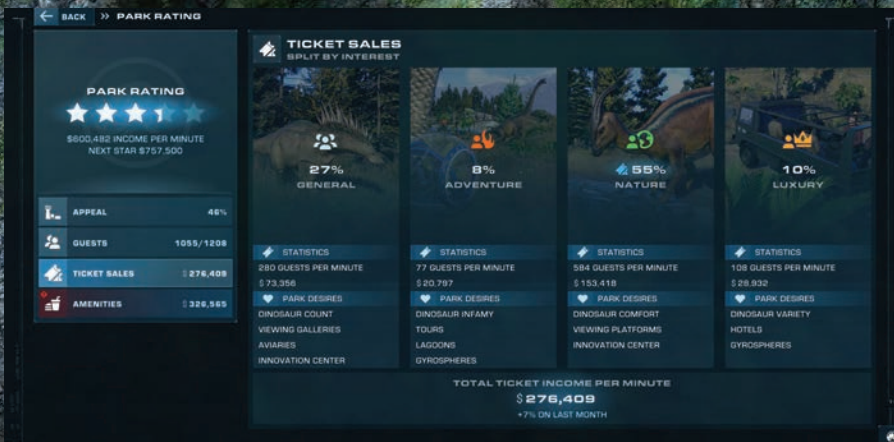 BACK >> PARK RATING
PARK RATING
$600,482 INCOME PER MINUTE
NEXT STAR $757,500
APPEAL 46%
GUESTS 1055/1208
TICKET SALES $276,409
AMENITIES $326,565
TICKET SALES
SPLIT BY INTEREST
27%
GENERAL
STATISTICS
280 GUESTS PER MINUTE
$73,356
PARK DESIRES
DINOSAUR COUNT
VIEWING GALLERIES
AVIARIES
INNOVATION CENTER
8%
ADVENTURE
STATISTICS
77 GUESTS PER MINUTE
$20,797
PARK DESIRES
DINOSAUR INFAMY
TOURS
LAGOONS
GYROSPHERES
55%
NATURE
STATISTICS
584 GUESTS PER MINUTE
$153,418
PARK DESIRES
DINOSAUR COMFORT
VIEWING PLATFORMS
INNOVATION CENTER
10%
LUXURY
STATISTICS
108 GUESTS PER MINUTE
$28,932
PARK DESIRES
DINOSAUR VARIETY
HOTELS
GYROSPHERES
TOTAL TICKET INCOME PER MINUTE
$276,409
+7% ON LAST MONTH